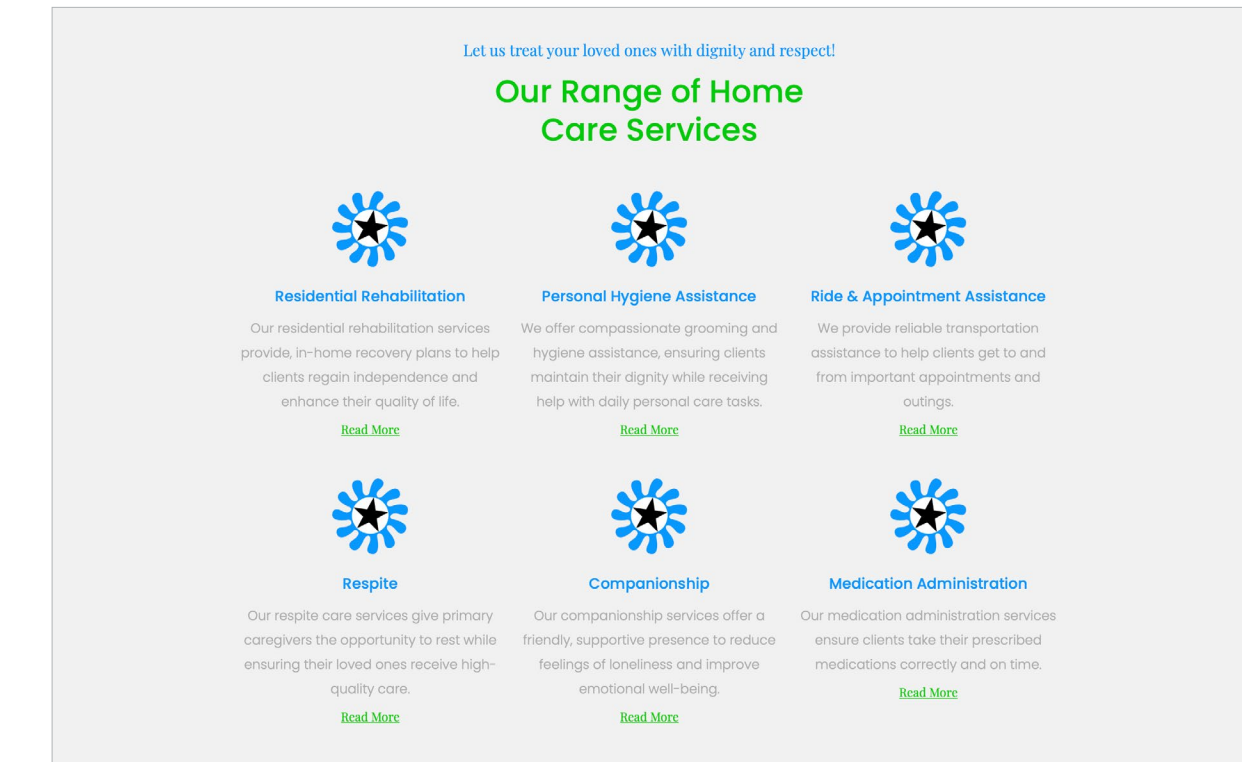 Let us treat your loved ones with dignity and respect!
Our Range of Home
Care Services
Residential Rehabilitation
Our residential rehabilitation services
provide, in-home recovery plans to help
clients regain independence and
enhance their quality of life.
Read More
Personal Hygiene Assistance
We offer compassionate grooming and
hygiene assistance, ensuring clients
maintain their dignity while receiving
help with daily personal care tasks.
Read More
Ride & Appointment Assistance
We provide reliable transportation
assistance to help clients get to and
from important appointments and
outings.
Read More
Respite
Our respite care services give primary
caregivers the opportunity to rest while
ensuring their loved ones receive high-
quality care.
Read More
Companionship
Our companionship services offer a
friendly, supportive presence to reduce
feelings of loneliness and improve
emotional well-being.
Read More
Medication Administration
Our medication administration services
ensure clients take their prescribed
medications correctly and on time.
Read More